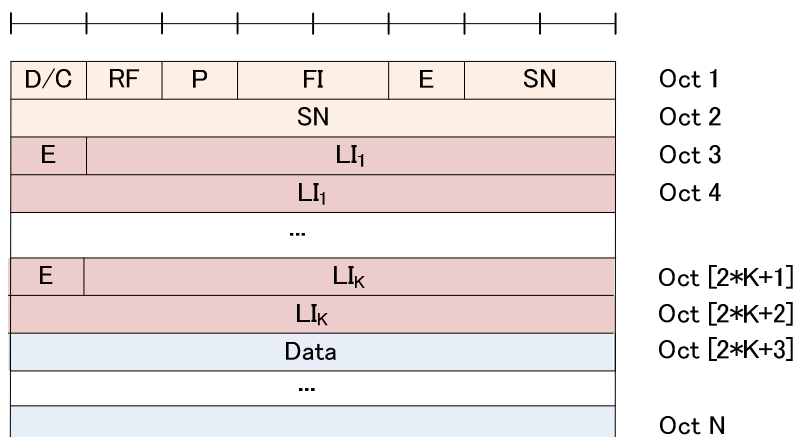 D/C RF P FI E SN Oct 1
SN Oct 2
E LI₁ Oct 3
LI₁ Oct 4
...
E LIK Oct [2*K+1]
LIK Oct [2*K+2]
Data Oct [2*K+3]
...
Oct N